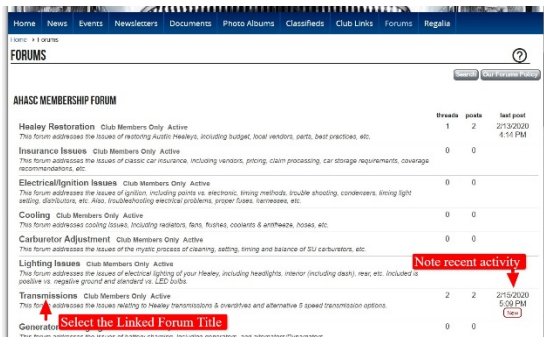 Home News Events Newsletters Documents Photo Albums Classifieds Club Links Forums Regalia
Home > Forums
FORUMS
Search Our Forums Policy
AHASC MEMBERSHIP FORUM
threads posts last post
Healey Restoration Club Members Only Active 1 2 2/13/2020
4:14 PM
This forum addresses the issues of restoring Austin Healeys, including budget, local vendors, parts, best practices, etc.
Insurance Issues Club Members Only Active 0 0
This forum addresses the issues of classic car insurance, including vendors, pricing, claim processing, car storage requirements, coverage
recommendations, etc.
Electrical/Ignition Issues Club Members Only Active 0 0
This forum addresses the issues of ignition, including points vs. electronic, timing methods, trouble shooting, condensers, timing light
setting, distributors, etc. Also, troubleshooting electrical problems, proper fuses, harnesses, etc.
Cooling Club Members Only Active 0 0
This forum addresses cooling issues, including radiators, fans, flushes, coolants & antifreeze, hoses, etc.
Carburetor Adjustment Club Members Only Active 0 0
This forum addresses the issues of the mystic process of cleaning, setting, timing and balance of SU carburetors, etc.
Lighting Issues Club Members Only Active
Note recent activity
This forum addresses the issues of electrical lighting of your Healey, including headlights, interior (including dash), rear, etc. Included is
positive vs. negative ground and standard vs. LED bulbs.
Transmissions Club Members Only Active 2 2 2/15/2020
5:09 PM
This forum addresses the issues relating to Healey transmissions & overdrives and alternative 5 speed transmission options.
New
Select the Linked Forum Title
0 0